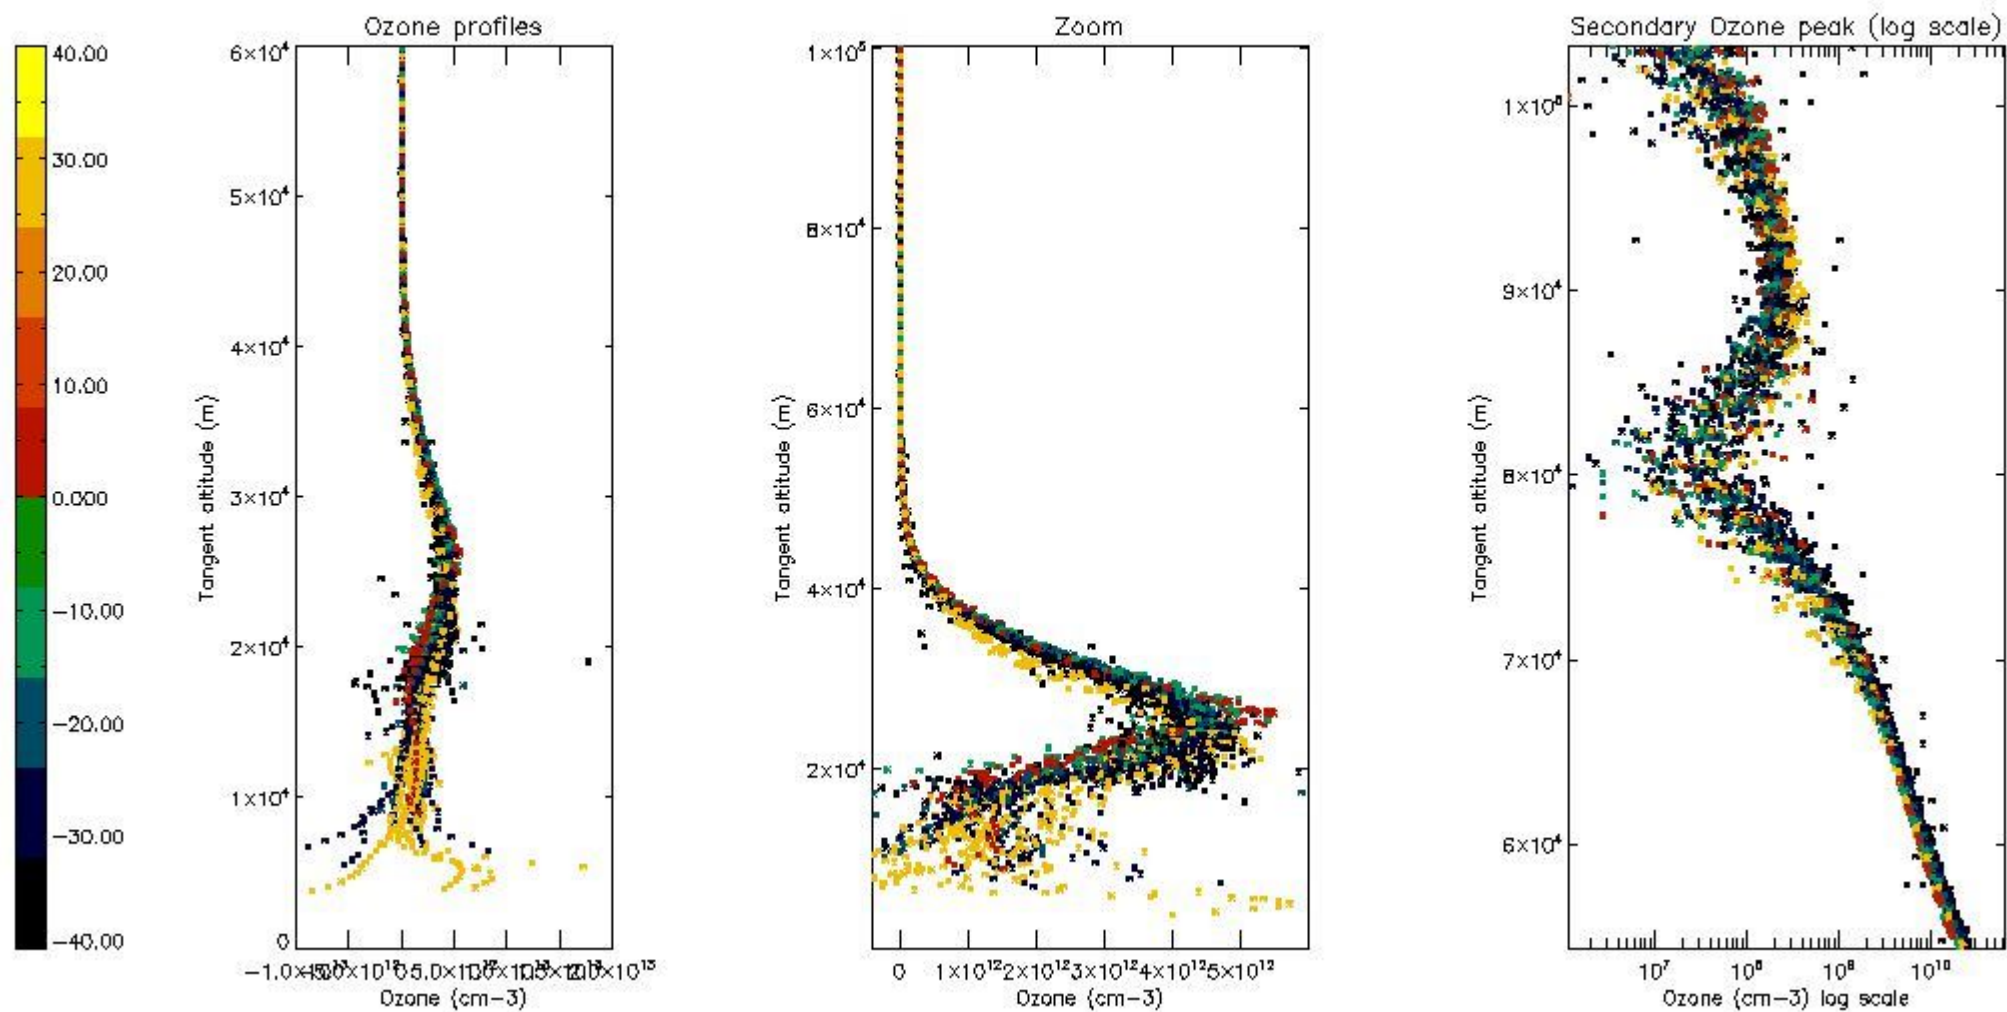 Ozone profiles
Zoom
Secondary Ozone peak (log scale)
40.00
30.00
20.00
10.00
0.000
-10.00
-20.00
-30.00
-40.00
6×10⁴
5×10⁴
4×10⁴
3×10⁴
2×10⁴
1×10⁴
0
Tangent altitude (m)
Ozone (cm-3)
1×10⁵
8×10⁴
6×10⁴
4×10⁴
2×10⁴
Tangent altitude (m)
0 1×10¹² 2×10¹² 3×10¹² 4×10¹² 5×10¹²
Ozone (cm-3)
1×10⁵
9×10⁴
8×10⁴
7×10⁴
6×10⁴
Tangent altitude (m)
10⁷ 10⁸ 10⁹ 10¹⁰
Ozone (cm-3) log scale